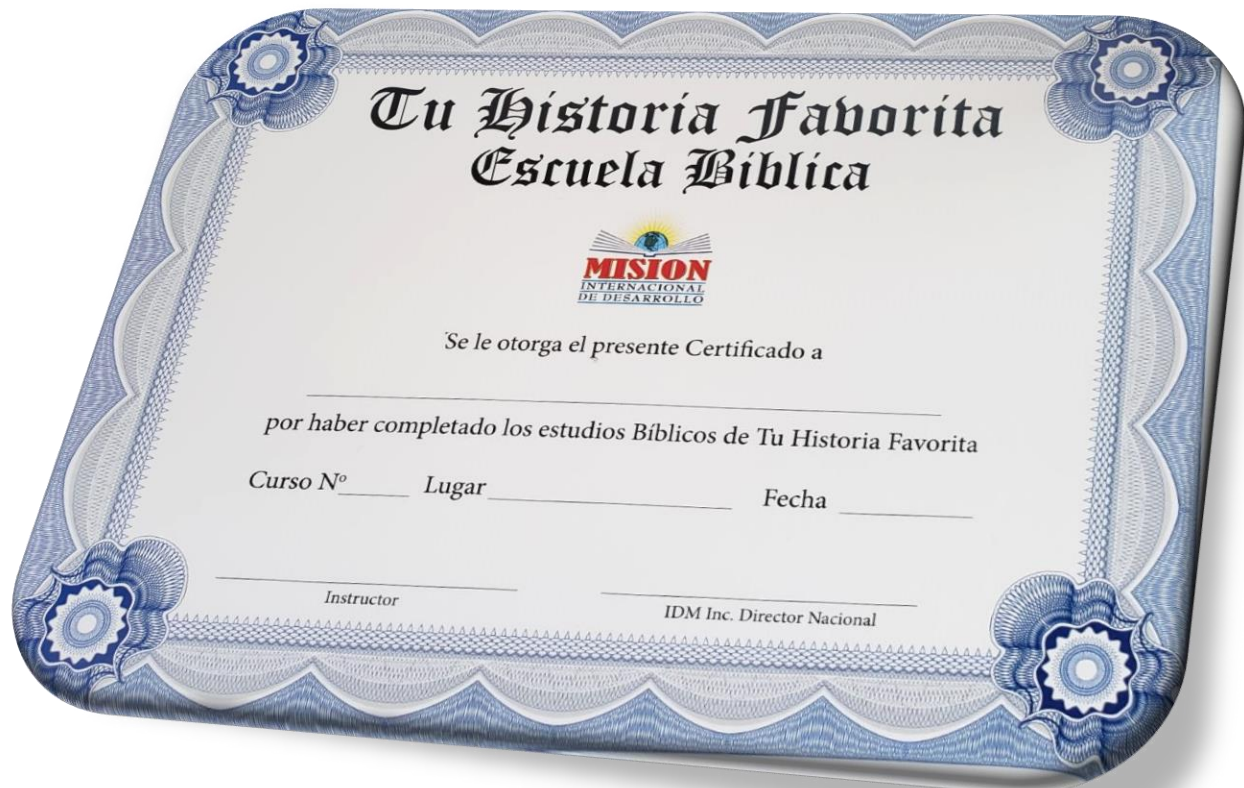 Tu Historia Favorita
Escuela Biblica
MISION
INTERNACIONAL
DE DESARROLLO
Se le otorga el presente Certificado a
por haber completado los estudios Bíblicos de Tu Historia Favorita
Curso Nº Lugar Fecha
Instructor
IDM Inc. Director Nacional